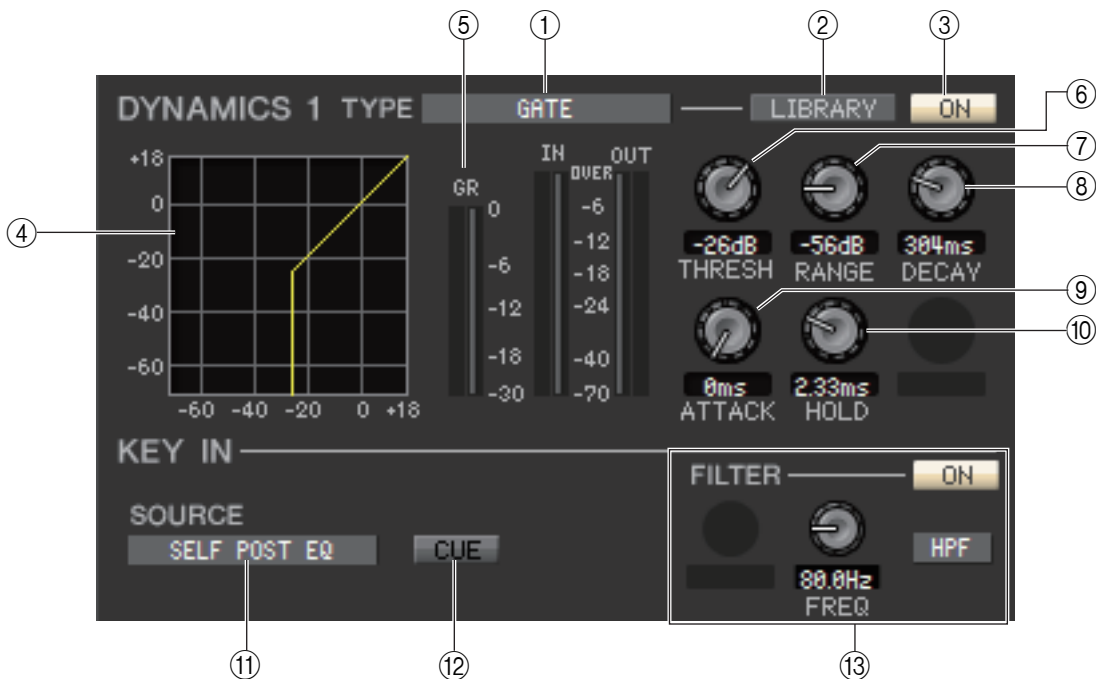 ⑤ ① ② ③
DYNAMICS 1 TYPE GATE LIBRARY ON
⑥
⑦
⑧
④
+18
0
-20
-40
-60
-60 -40 -20 0 +18
GR
0
-6
-12
-18
-30
IN OVER OUT
-6
-12
-18
-24
-40
-70
-26dB -56dB 304ms
THRESH RANGE DECAY
⑨
⑩
0ms 2.33ms
ATTACK HOLD
KEY IN
SOURCE
SELF POST EQ CUE
FILTER ON
80.0Hz HPF
FREQ
⑪ ⑫ ⑬